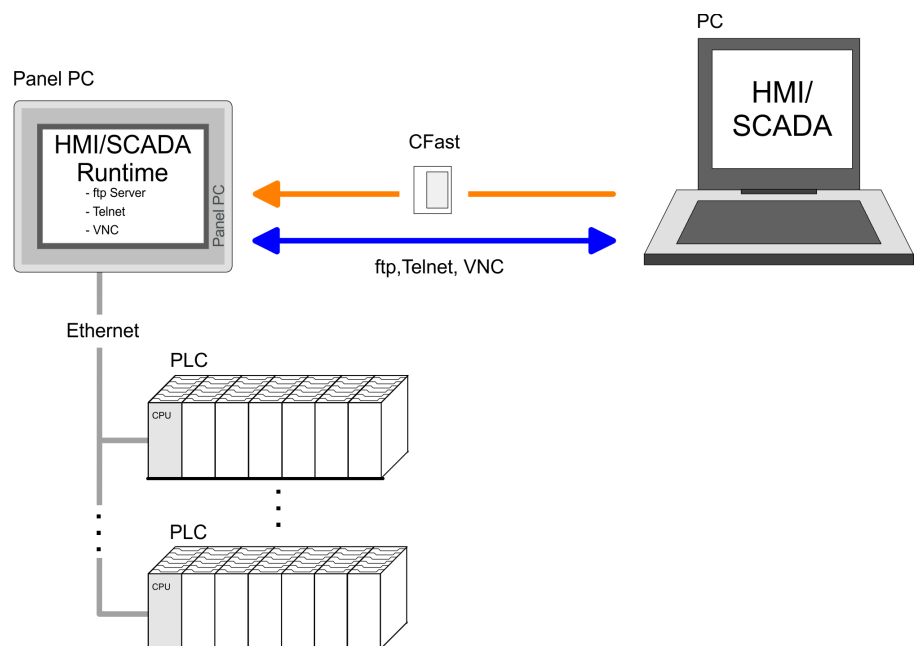 PC
Panel PC
HMI/SCADA
Runtime
- ftp Server
- Telnet
- VNC
Panel PC
CFast
HMI/
SCADA
ftp,Telnet, VNC
Ethernet
PLC
CPU
PLC
CPU